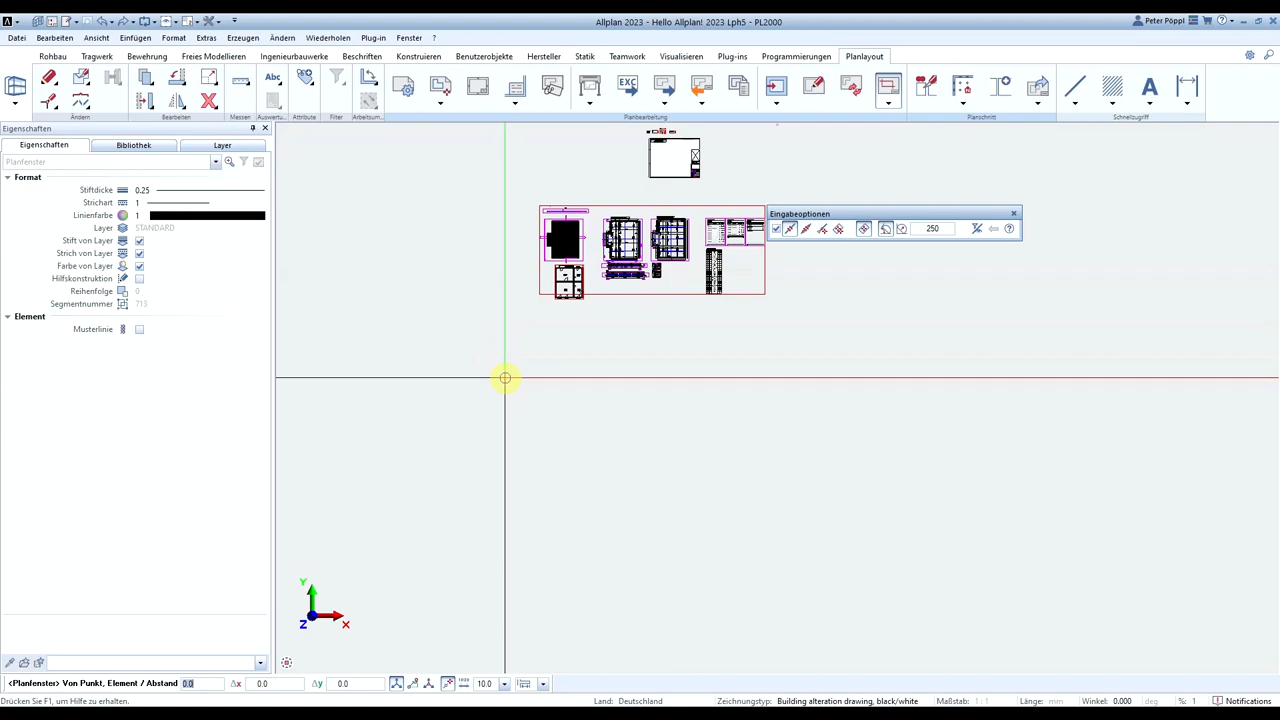 Allplan 2023 - Hello Allplan! 2023 Lph5 - PL2000
Peter Pöppl
Datei Bearbeiten Ansicht Einfügen Format Extras Erzeugen Ändern Wiederholen Plug-in Fenster ?
Rohbau Tragwerk Bewehrung Freies Modellieren Ingenieurbauwerke Beschriften Konstruieren Benutzerobjekte Hersteller Statik Teamwork Visualisieren Plug-ins Programmierungen Planlayout
Abc
EXC
A
Ändern Bearbeiten Messen Auswertu... Attribute Filter Arbeitsum... Planbearbeitung Planschnitt Schnellzugriff
Eigenschaften
Eigenschaften Bibliothek Layer
Planfenster
Format
Stiftdicke 0.25
Strichart 1
Linienfarbe 1
Layer STANDARD
Stift von Layer
Strich von Layer
Farbe von Layer
Hilfskonstruktion
Reihenfolge 0
Segmentnummer 713
Element
Musterlinie
Eingabeoptionen
250
Y
Z
X
<Planfenster> Von Punkt, Element / Abstand 0.0 Δx 0.0 Δy 0.0 10.0
Drücken Sie F1, um Hilfe zu erhalten.
Land: Deutschland Zeichnungstyp: Building alteration drawing, black/white Maßstab: 1 : 1 Länge: mm Winkel: 0.000 deg %: 1 Notifications